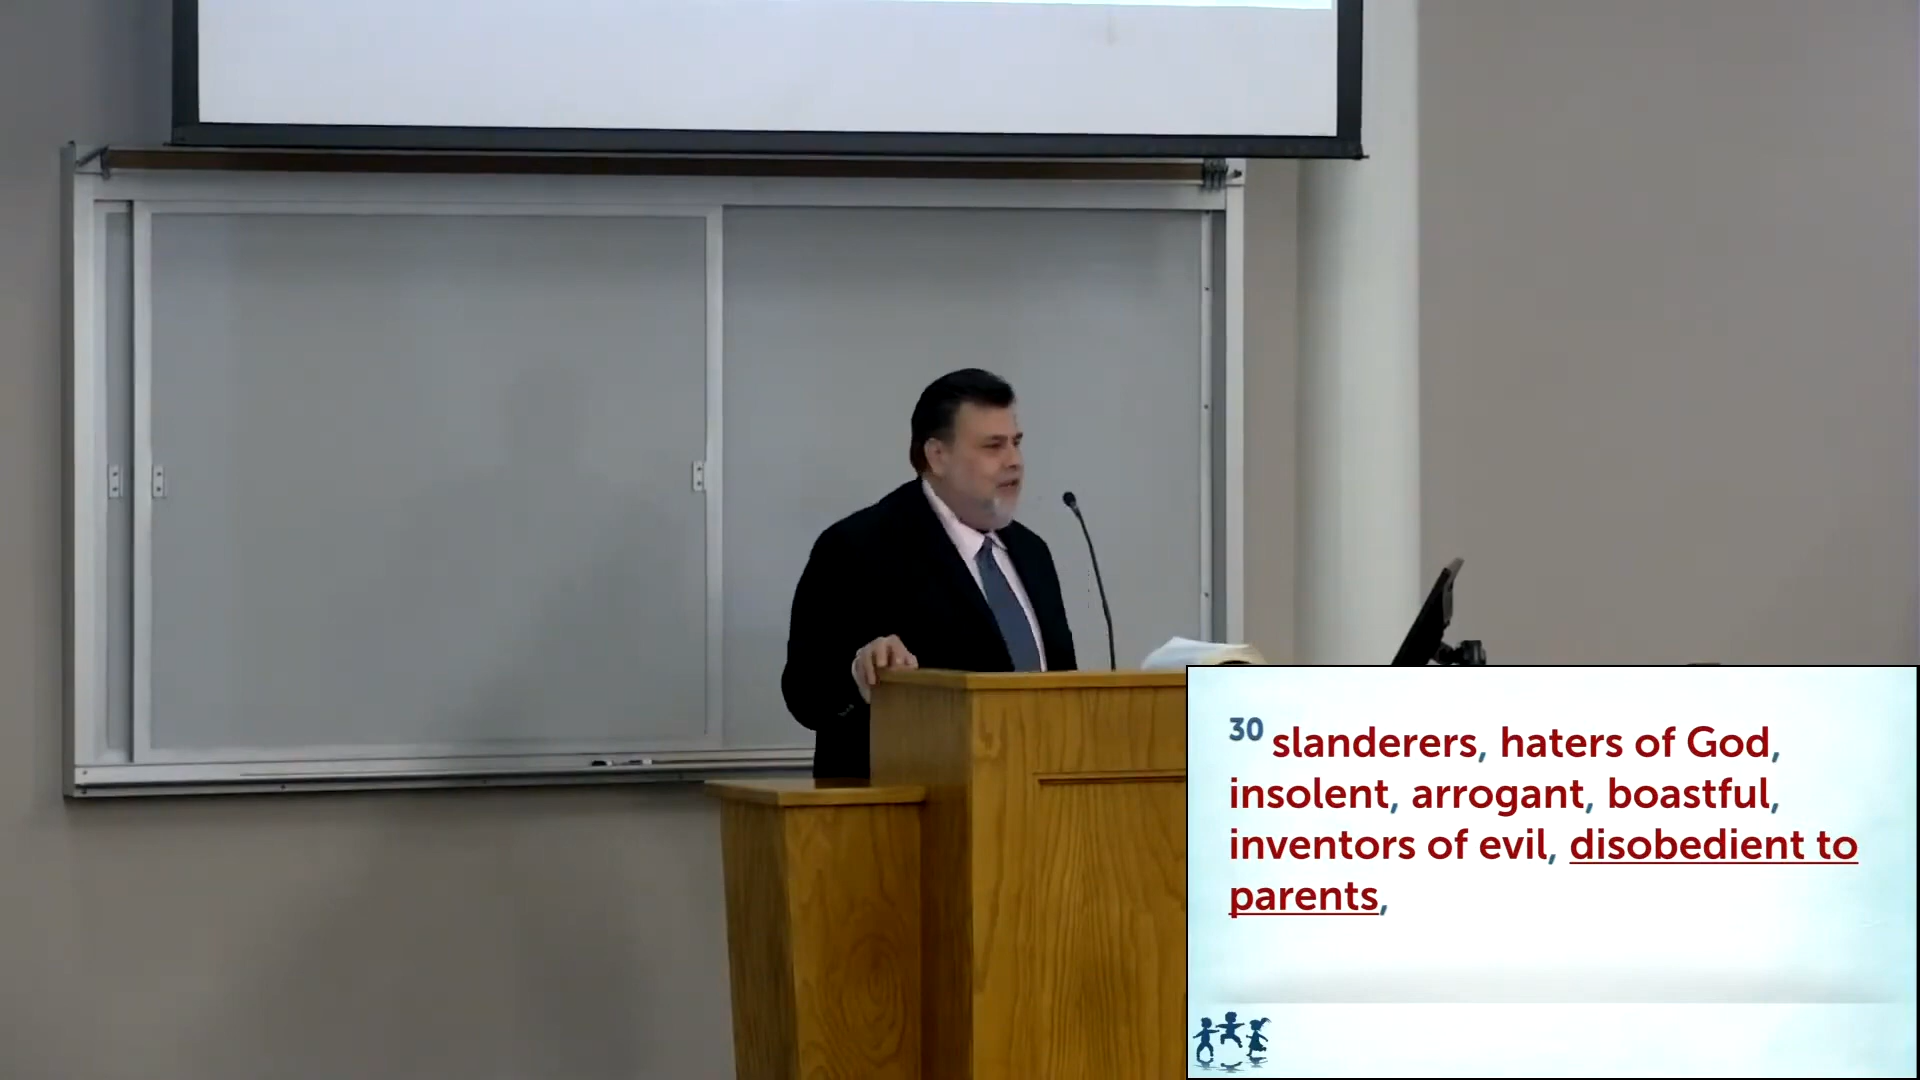 30 slanderers, haters of God,
insolent, arrogant, boastful,
inventors of evil, disobedient to
parents,